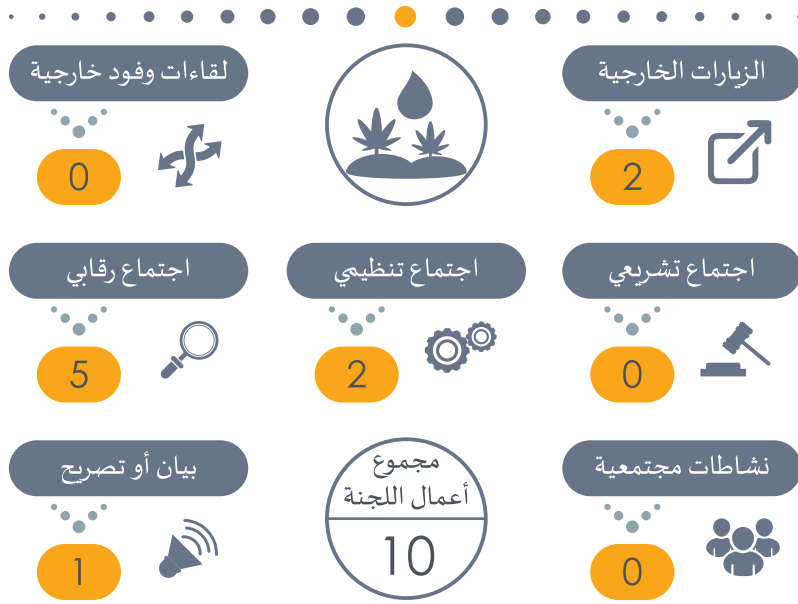 الزيارات الخارجية
2
لقاءات وفود خارجية
0
اجتماع تشريعي
0
اجتماع تنظيمي
2
اجتماع رقابي
5
نشاطات مجتمعية
0
مجموع
أعمال اللجنة
10
بيان أو تصريح
1